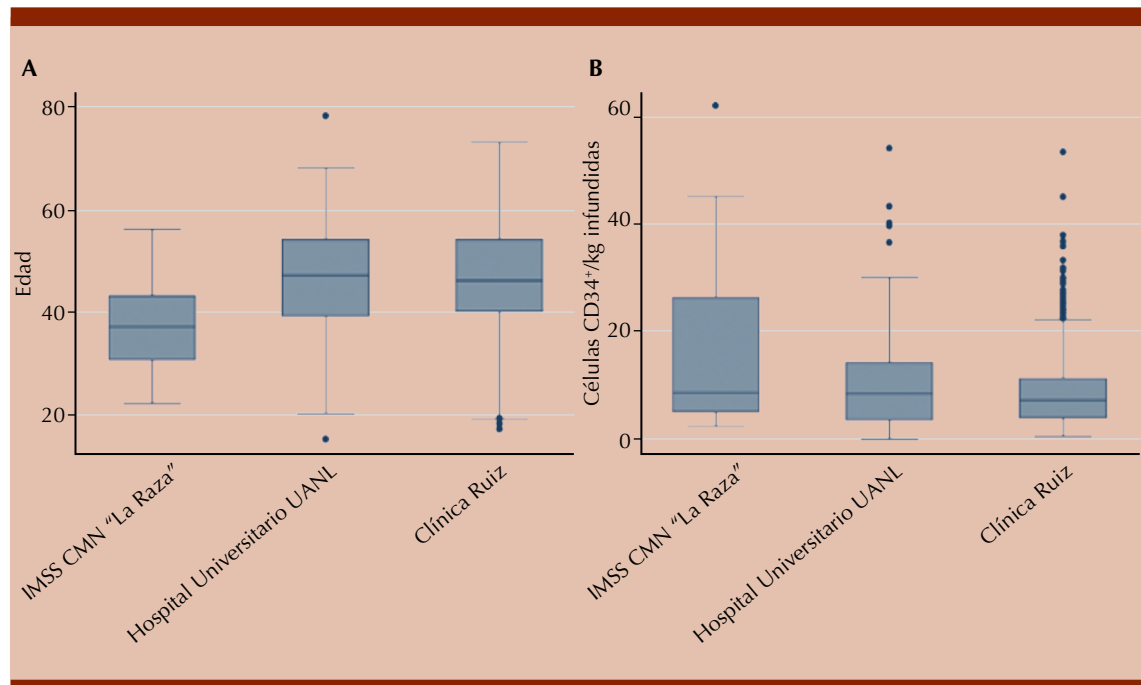 A
Edad
80
60
40
20
IMSS CMN “La Raza”
Hospital Universitario UANL
Clínica Ruiz
B
Células CD34⁺/kg infundidas
60
40
20
0
IMSS CMN “La Raza”
Hospital Universitario UANL
Clínica Ruiz